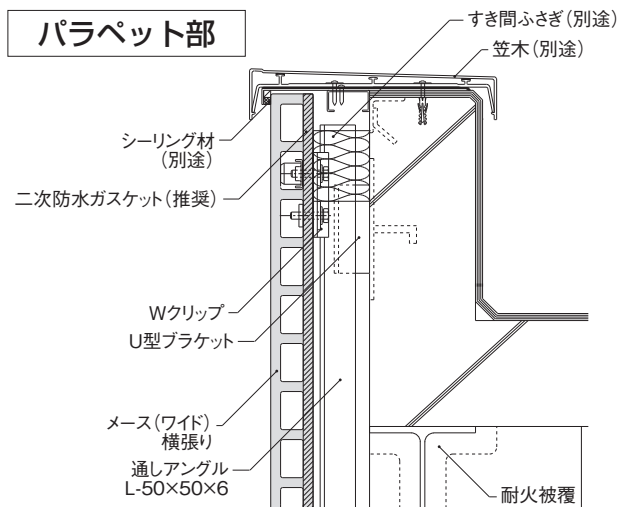 パラペット部
すき間ふさぎ（別途）
笠木（別途）
シーリング材
（別途）
二次防水ガスケット（推奨）
Wクリップ
U型ブラケット
メース（ワイド）
横張り
通しアングル
L-50×50×6
耐火被覆